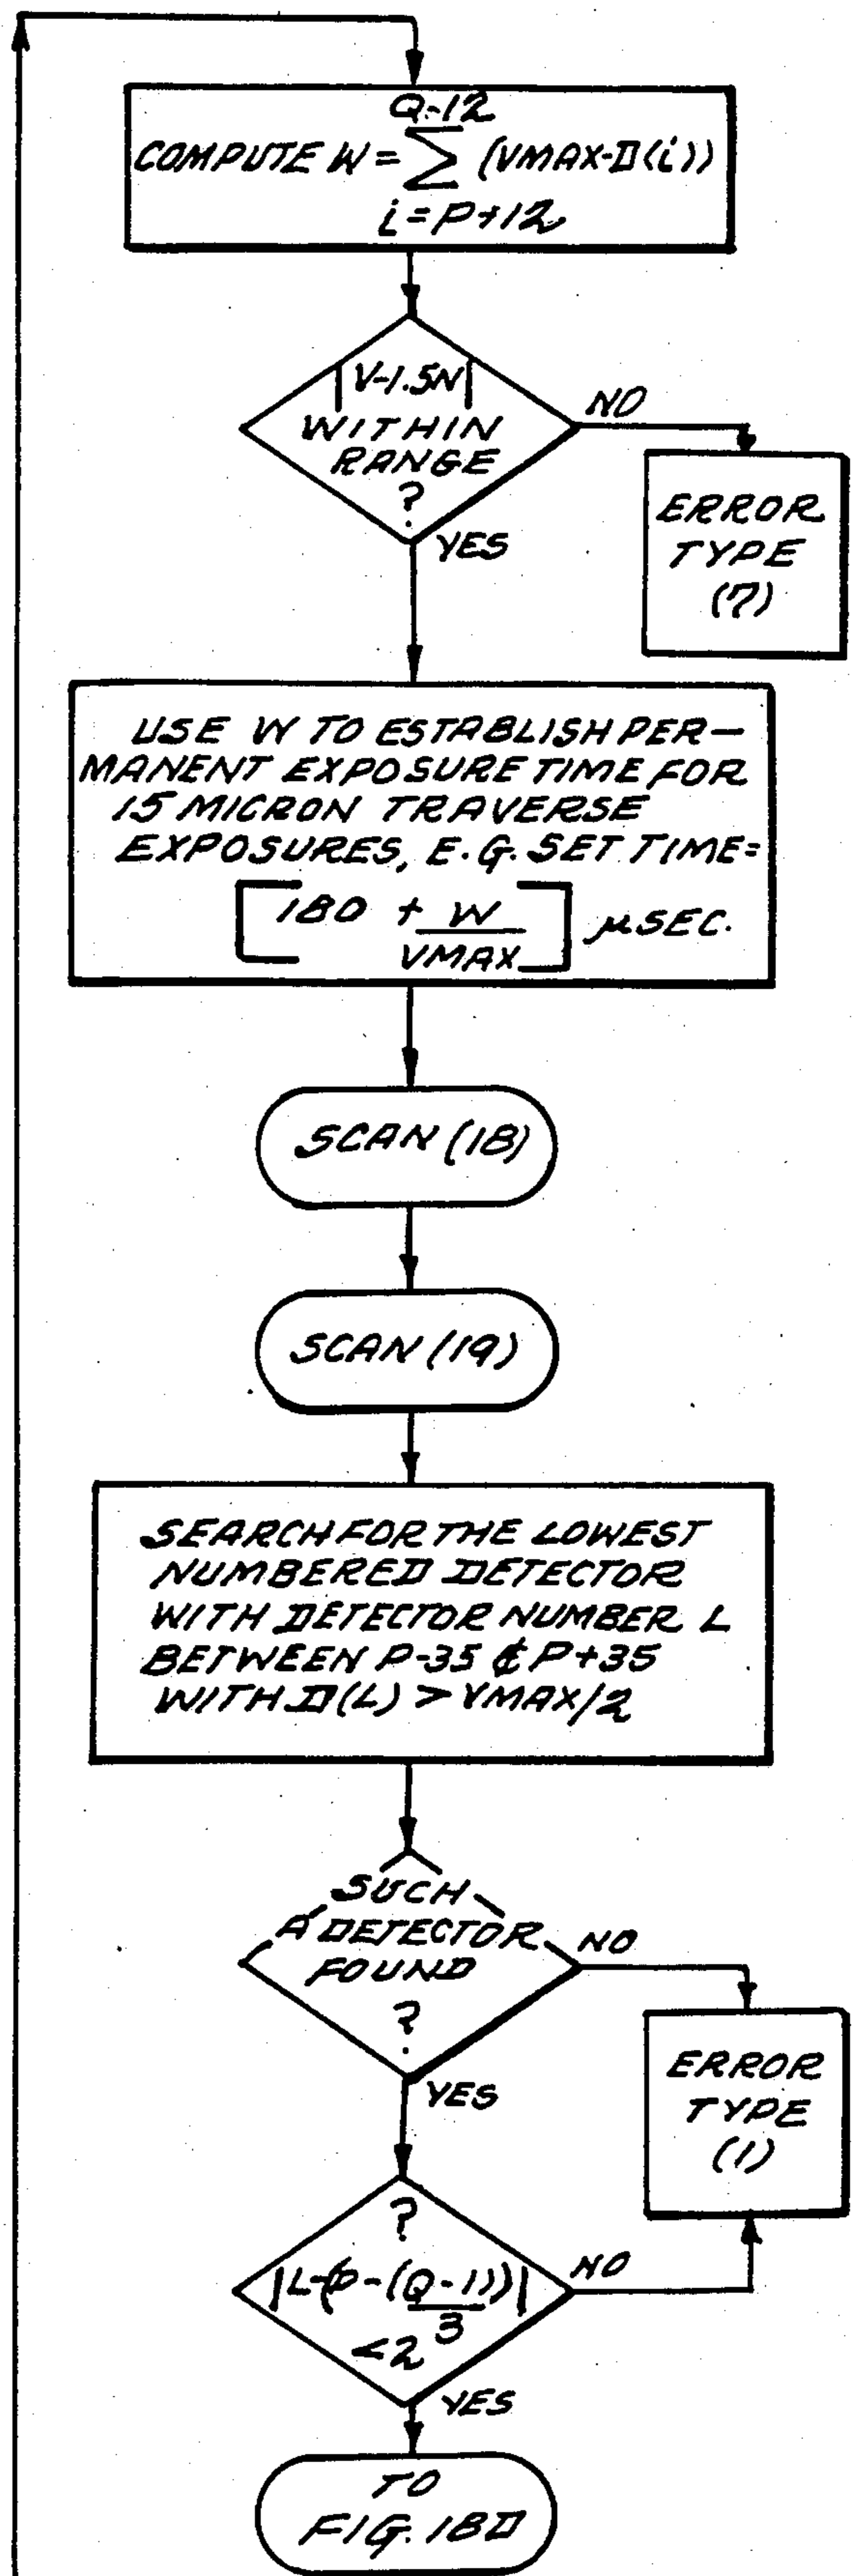 Q-12
COMPUTE W = ∑ (VMAX-D(i))
i=P+12
|V-1.5N|
WITHIN
RANGE
?
NO
YES
ERROR
TYPE
(7)
USE W TO ESTABLISH PER-
MANENT EXPOSURE TIME FOR
15 MICRON TRAVERSE
EXPOSURES, E.G. SET TIME=
[180 + W
VMAX] µSEC.
SCAN (18)
SCAN (19)
SEARCH FOR THE LOWEST
NUMBERED DETECTOR
WITH DETECTOR NUMBER L
BETWEEN P-35 & P+35
WITH D(L) > VMAX/2
SUCH
A DETECTOR
FOUND
?
NO
YES
ERROR
TYPE
(1)
?
|L-(P-(Q-1))|
3
<2
NO
YES
TO
FIG. 18D